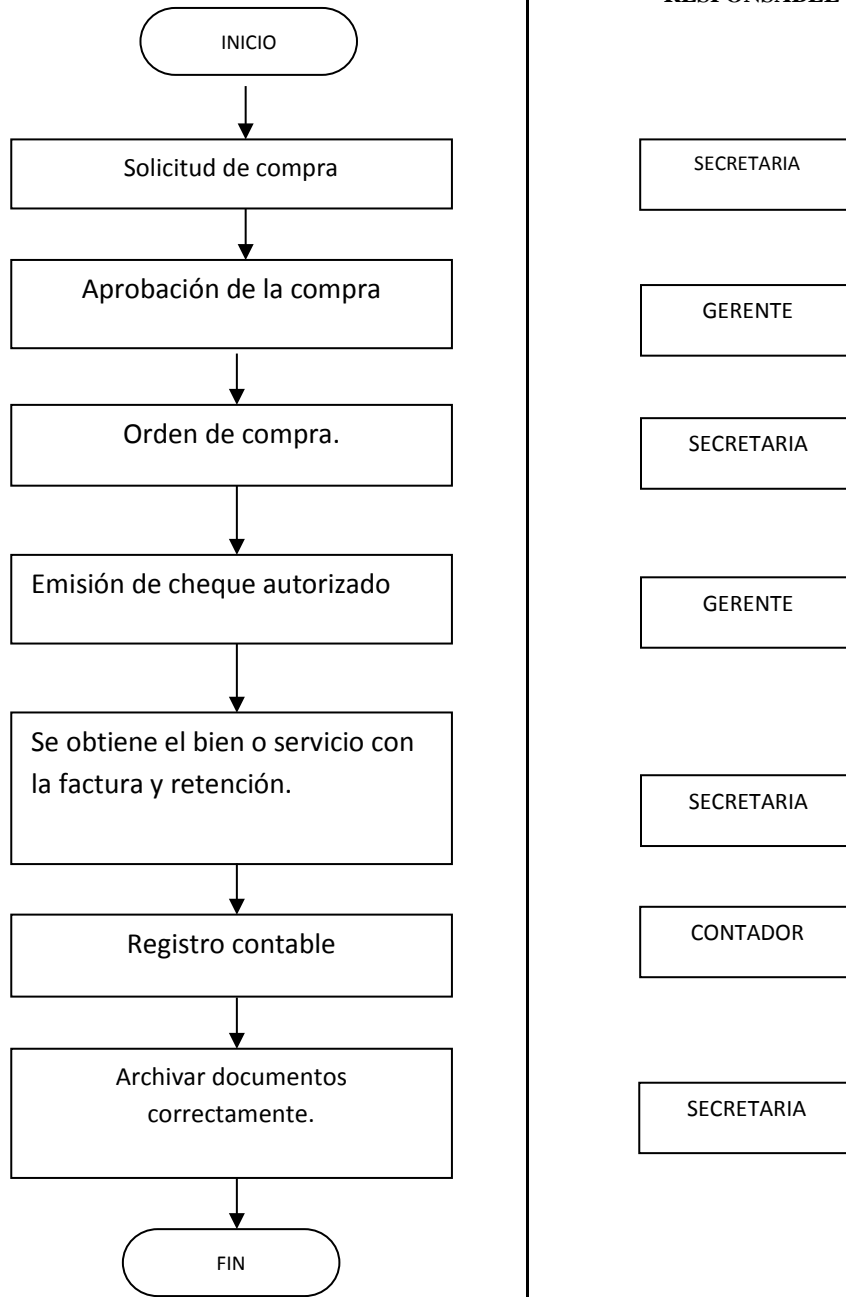 RESPONSABLE
INICIO
Solicitud de compra
SECRETARIA
Aprobación de la compra
GERENTE
Orden de compra.
SECRETARIA
Emisión de cheque autorizado
GERENTE
Se obtiene el bien o servicio con
la factura y retención.
SECRETARIA
Registro contable
CONTADOR
Archivar documentos
correctamente.
SECRETARIA
FIN